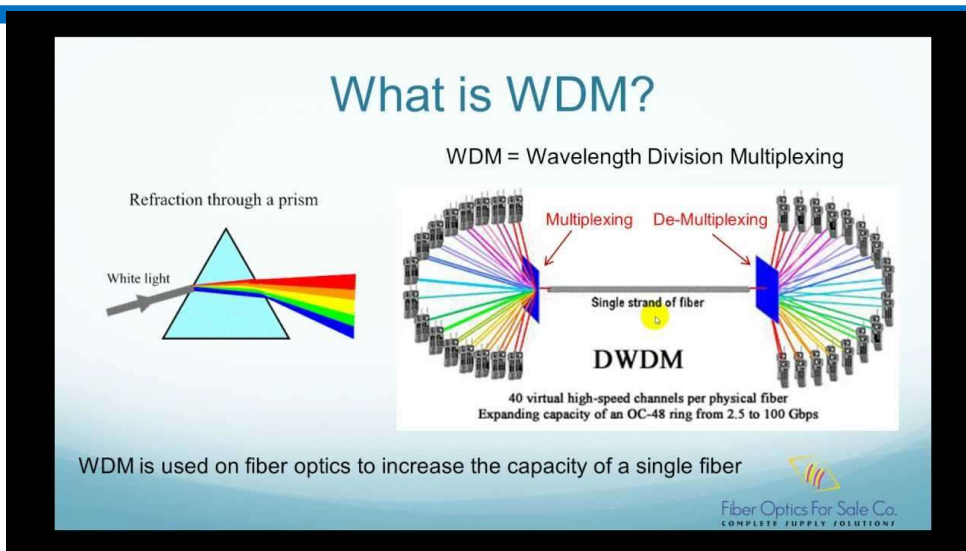 What is WDM?
WDM = Wavelength Division Multiplexing
Refraction through a prism
White light
Multiplexing
De-Multiplexing
Single strand of fiber
DWDM
40 virtual high-speed channels per physical fiber
Expanding capacity of an OC-48 ring from 2.5 to 100 Gbps
WDM is used on fiber optics to increase the capacity of a single fiber
Fiber Optics For Sale Co.
COMPLETE SUPPLY SOLUTIONS